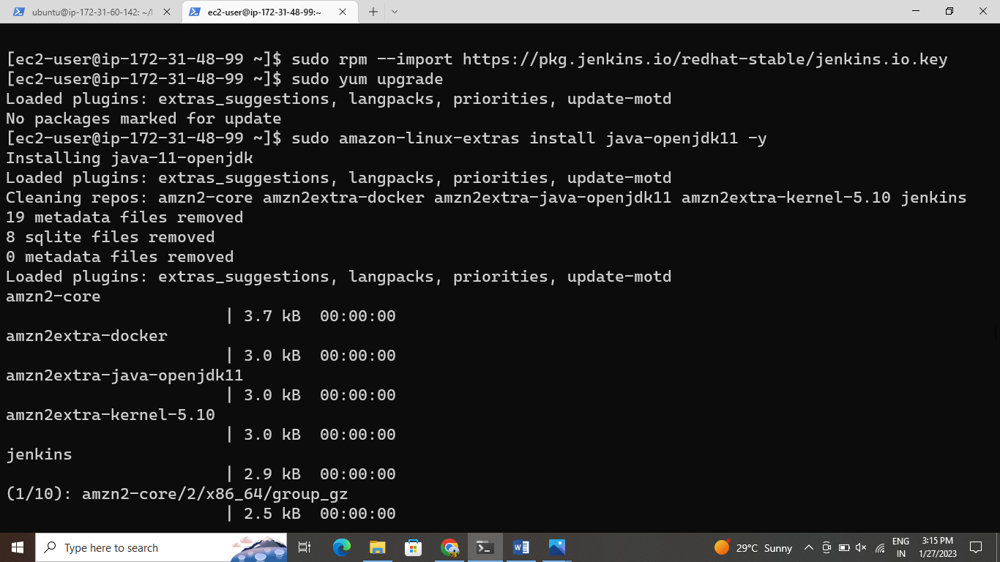 ubuntu@ip-172-31-60-142: ~/
ec2-user@ip-172-31-48-99:~
[ec2-user@ip-172-31-48-99 ~]$ sudo rpm --import https://pkg.jenkins.io/redhat-stable/jenkins.io.key
[ec2-user@ip-172-31-48-99 ~]$ sudo yum upgrade
Loaded plugins: extras_suggestions, langpacks, priorities, update-motd
No packages marked for update
[ec2-user@ip-172-31-48-99 ~]$ sudo amazon-linux-extras install java-openjdk11 -y
Installing java-11-openjdk
Loaded plugins: extras_suggestions, langpacks, priorities, update-motd
Cleaning repos: amzn2-core amzn2extra-docker amzn2extra-java-openjdk11 amzn2extra-kernel-5.10 jenkins
19 metadata files removed
8 sqlite files removed
0 metadata files removed
Loaded plugins: extras_suggestions, langpacks, priorities, update-motd
amzn2-core
| 3.7 kB  00:00:00
amzn2extra-docker
| 3.0 kB  00:00:00
amzn2extra-java-openjdk11
| 3.0 kB  00:00:00
amzn2extra-kernel-5.10
| 3.0 kB  00:00:00
jenkins
| 2.9 kB  00:00:00
(1/10): amzn2-core/2/x86_64/group_gz
| 2.5 kB  00:00:00
Type here to search
29°C Sunny
ENG
IN
3:15 PM
1/27/2023